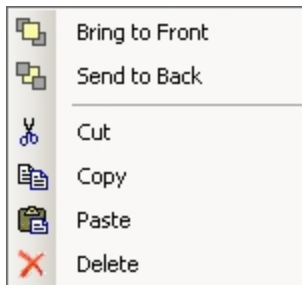 Bring to Front
Send to Back
Cut
Copy
Paste
Delete